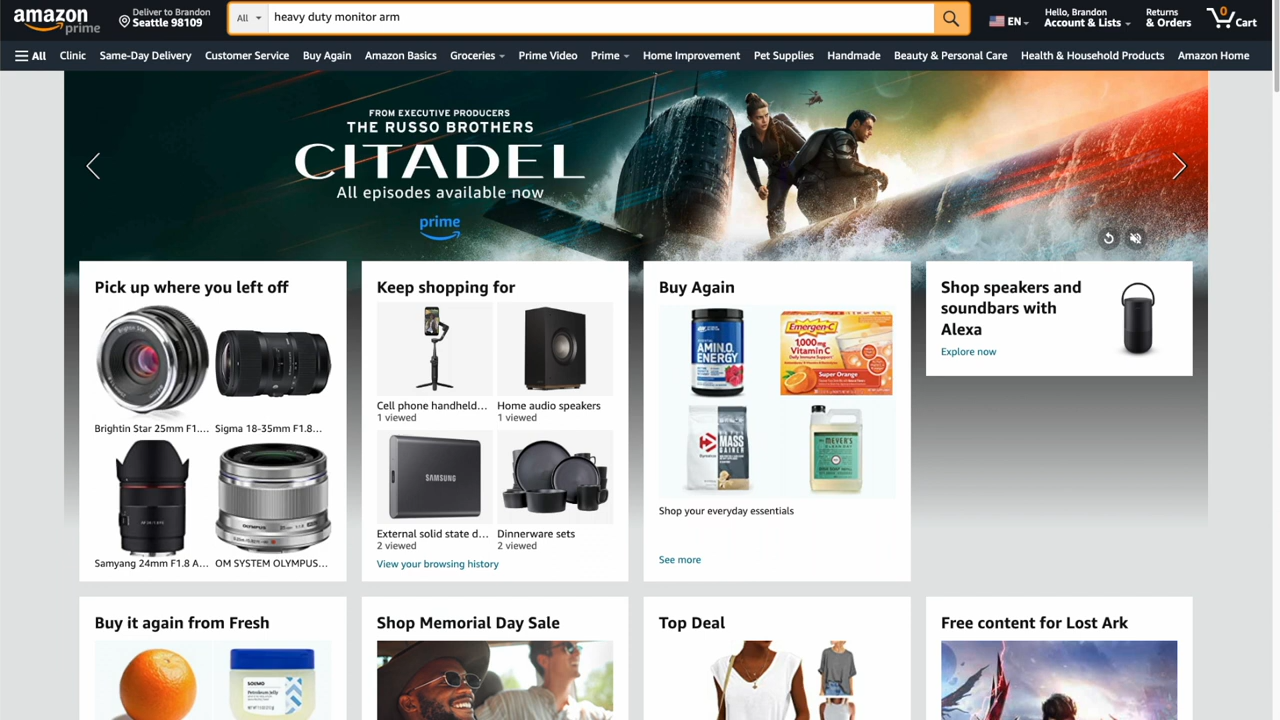 amazon
prime
Deliver to Brandon
Seattle 98109
All
heavy duty monitor arm
EN
Hello, Brandon
Account & Lists
Returns
& Orders
0
Cart
All
Clinic
Same-Day Delivery
Customer Service
Buy Again
Amazon Basics
Groceries
Prime Video
Prime
Home Improvement
Pet Supplies
Handmade
Beauty & Personal Care
Health & Household Products
Amazon Home
FROM EXECUTIVE PRODUCERS
THE RUSSO BROTHERS
CITADEL
All episodes available now
prime
Pick up where you left off
Brightin Star
Brightin Star 25mm F1....
Sigma 18-35mm F1.8...
OLYMPUS
Samyang 24mm F1.8 A...
OM SYSTEM OLYMPUS...
Keep shopping for
Cell phone handheld...
1 viewed
Home audio speakers
1 viewed
SAMSUNG
External solid state d...
2 viewed
Dinnerware sets
2 viewed
View your browsing history
Buy Again
AMIN.O.
ENERGY
Emergen-C
1,000mg
Vitamin C
Super Orange
MASS
GAINER
MEYER'S
Shop your everyday essentials
See more
Shop speakers and
soundbars with
Alexa
Explore now
Buy it again from Fresh
SOLIMO
Petroleum Jelly
Shop Memorial Day Sale
Top Deal
Free content for Lost Ark